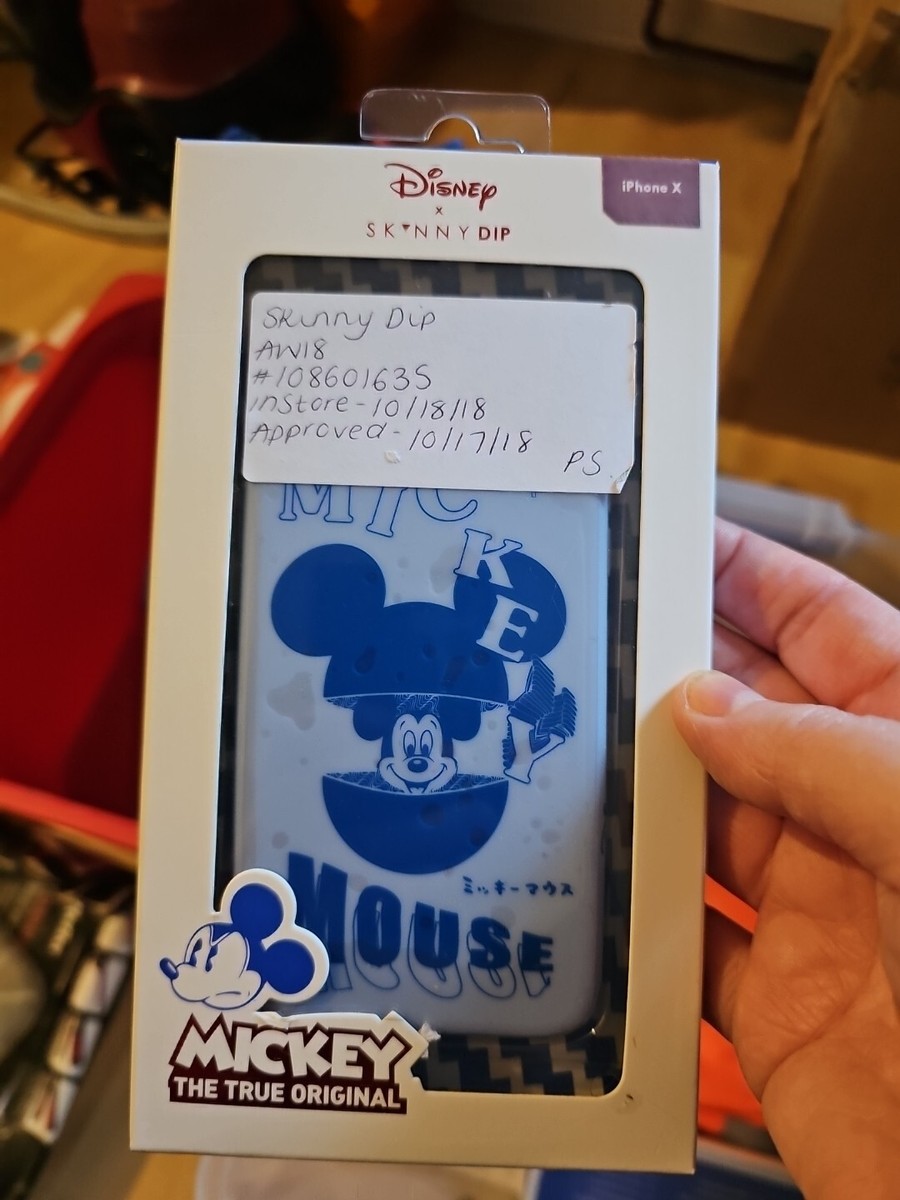 Disney
x
SKINNY DIP
iPhone X
Skinny Dip
AW18
#10860163S
instore - 10/18/18
Approved - 10/17/18
PS
MICKEY
MOUSE
ミッキーマウス
MICKEY
THE TRUE ORIGINAL